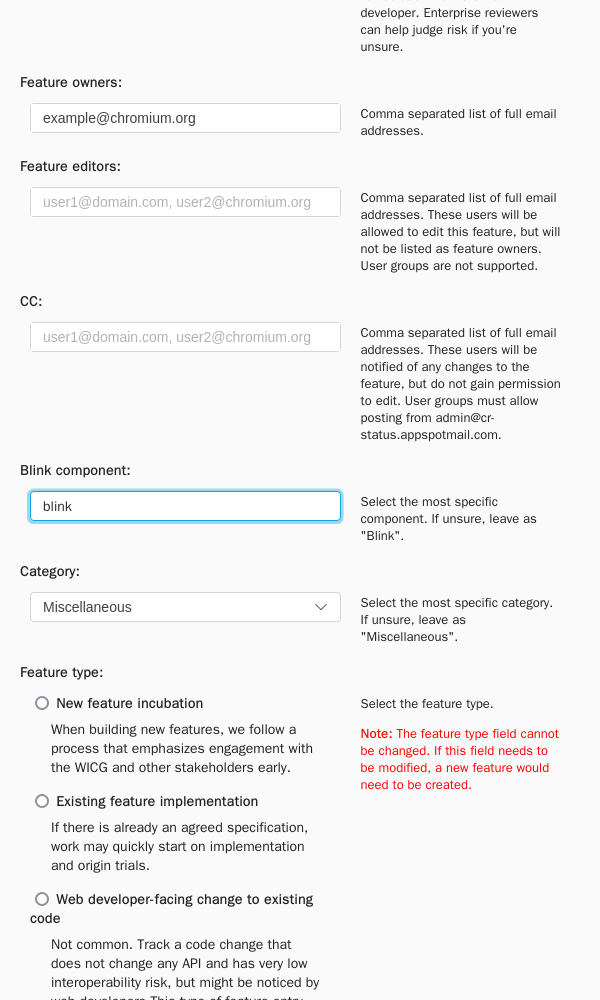 developer. Enterprise reviewers
can help judge risk if you're
unsure.
Feature owners:
example@chromium.org
Comma separated list of full email
addresses.
Feature editors:
user1@domain.com, user2@chromium.org
Comma separated list of full email
addresses. These users will be
allowed to edit this feature, but will
not be listed as feature owners.
User groups are not supported.
CC:
user1@domain.com, user2@chromium.org
Comma separated list of full email
addresses. These users will be
notified of any changes to the
feature, but do not gain permission
to edit. User groups must allow
posting from admin@cr-
status.appspotmail.com.
Blink component:
blink
Select the most specific
component. If unsure, leave as
"Blink".
Category:
Miscellaneous
Select the most specific category.
If unsure, leave as
"Miscellaneous".
Feature type:
New feature incubation
When building new features, we follow a
process that emphasizes engagement with
the WICG and other stakeholders early.
Existing feature implementation
If there is already an agreed specification,
work may quickly start on implementation
and origin trials.
Web developer-facing change to existing
code
Not common. Track a code change that
does not change any API and has very low
interoperability risk, but might be noticed by
web developers.This type of feature entry
Select the feature type.
Note: The feature type field cannot
be changed. If this field needs to
be modified, a new feature would
need to be created.